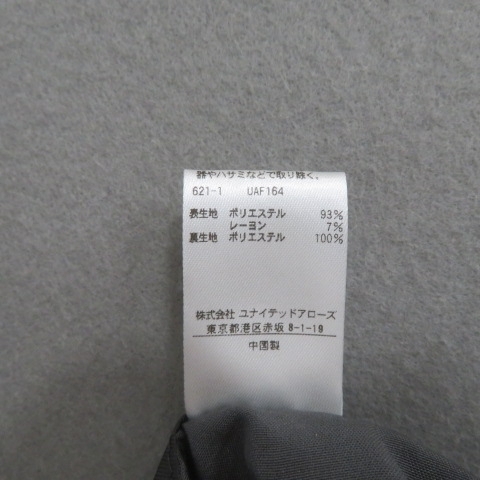 器やハサミなどで取り除く。
621-1 UAF164
表生地 ポリエステル 93%
レーヨン 7%
裏生地 ポリエステル 100%
株式会社 ユナイテッドアローズ
東京都港区赤坂 8-1-19
中国製